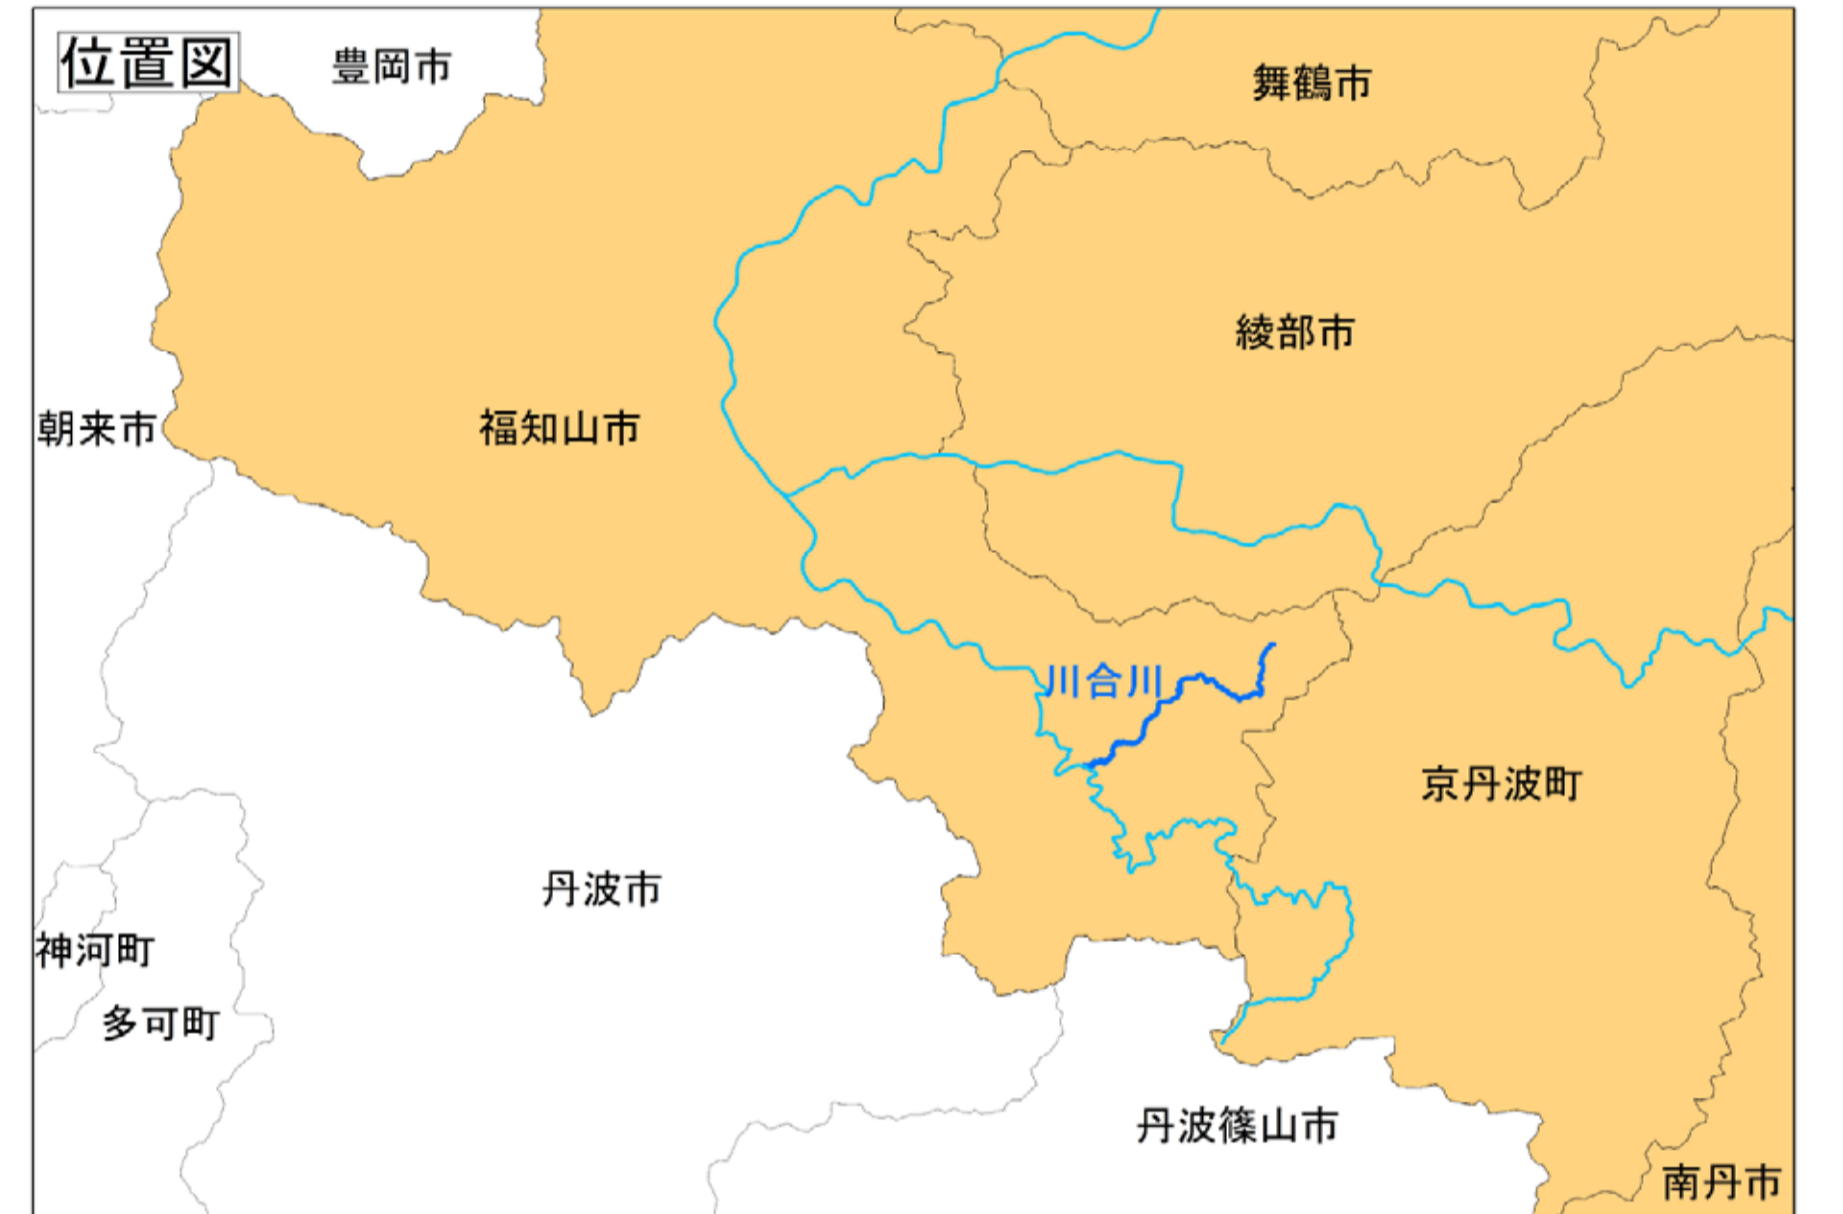 位置図
豊岡市
舞鶴市
綾部市
朝来市
福知山市
川合川
京丹波町
丹波市
神河町
多可町
丹波篠山市
南丹市